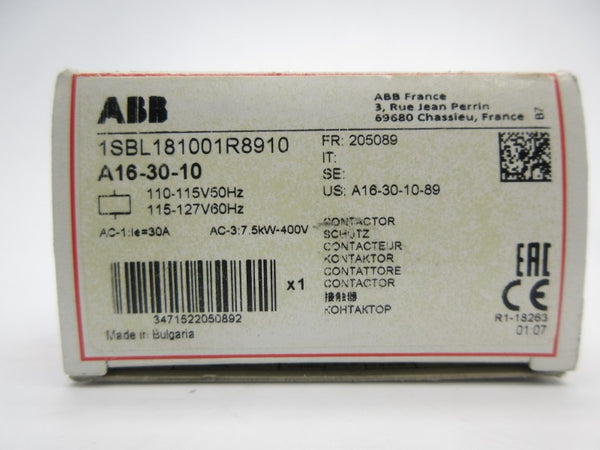 ABB
ABB France
3, Rue Jean Perrin
69680 Chassieu, France
B7
1SBL181001R8910
A16-30-10
110-115V50Hz
115-127V60Hz
AC-1:Ie=30A AC-3:7.5kW-400V
FR: 205089
IT:
SE:
US: A16-30-10-89
CONTACTOR
SCHÜTZ
CONTACTEUR
KONTAKTOR
CONTATTORE
CONTACTOR
接触器
КОНТАКТОР
x1
3471522050892
Made in Bulgaria
EAC
CE
R1-18263
01:07